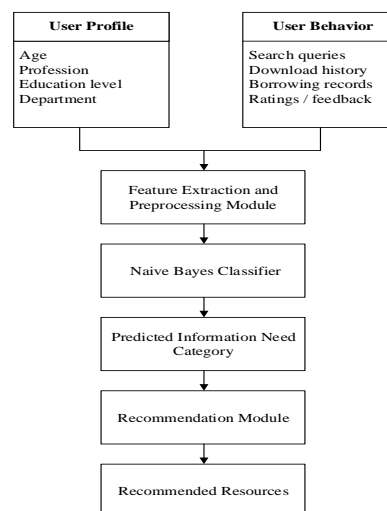 User Profile
Age
Profession
Education level
Department
User Behavior
Search queries
Download history
Borrowing records
Ratings / feedback
Feature Extraction and
Preprocessing Module
Naive Bayes Classifier
Predicted Information Need
Category
Recommendation Module
Recommended Resources